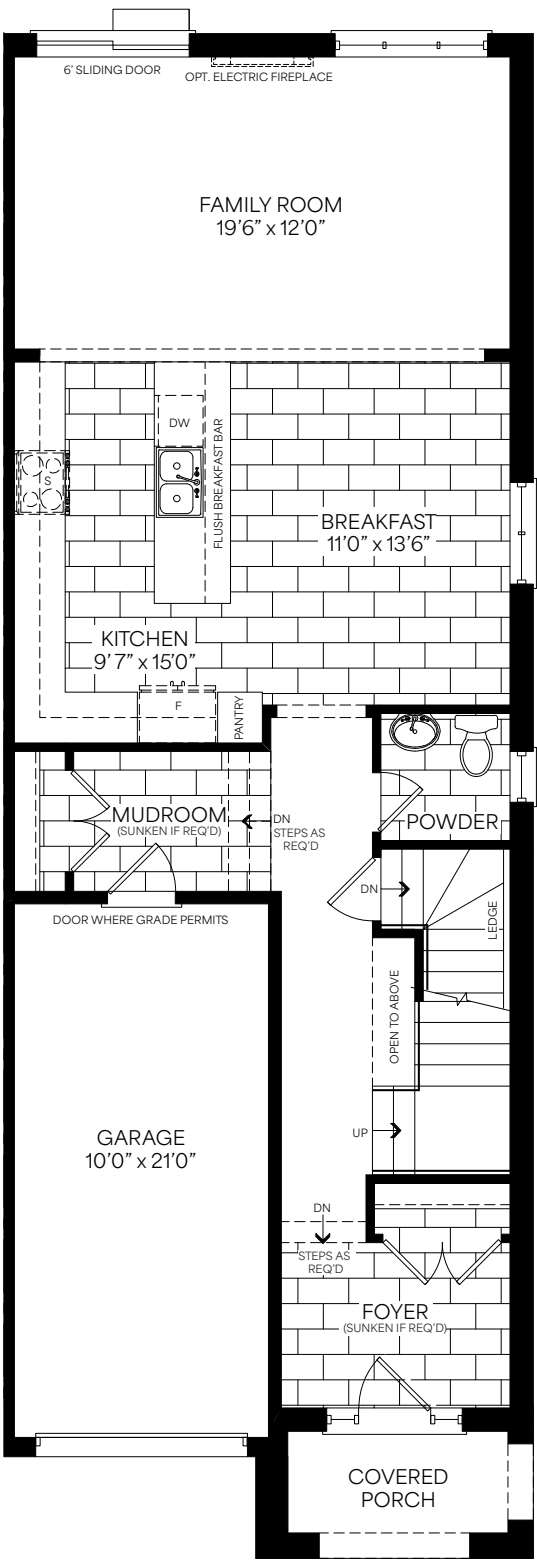 6' SLIDING DOOR
OPT. ELECTRIC FIREPLACE
FAMILY ROOM
19'6" x 12'0"
DW
FLUSH BREAKFAST BAR
S
BREAKFAST
11'0" x 13'6"
KITCHEN
9' 7" x 15'0"
F
PANTRY
MUDROOM
(SUNKEN IF REQ'D)
DN
STEPS AS
REQ'D
POWDER
DN
LEDGE
DOOR WHERE GRADE PERMITS
OPEN TO ABOVE
GARAGE
10'0" x 21'0"
UP
DN
STEPS AS
REQ'D
FOYER
(SUNKEN IF REQ'D)
COVERED
PORCH